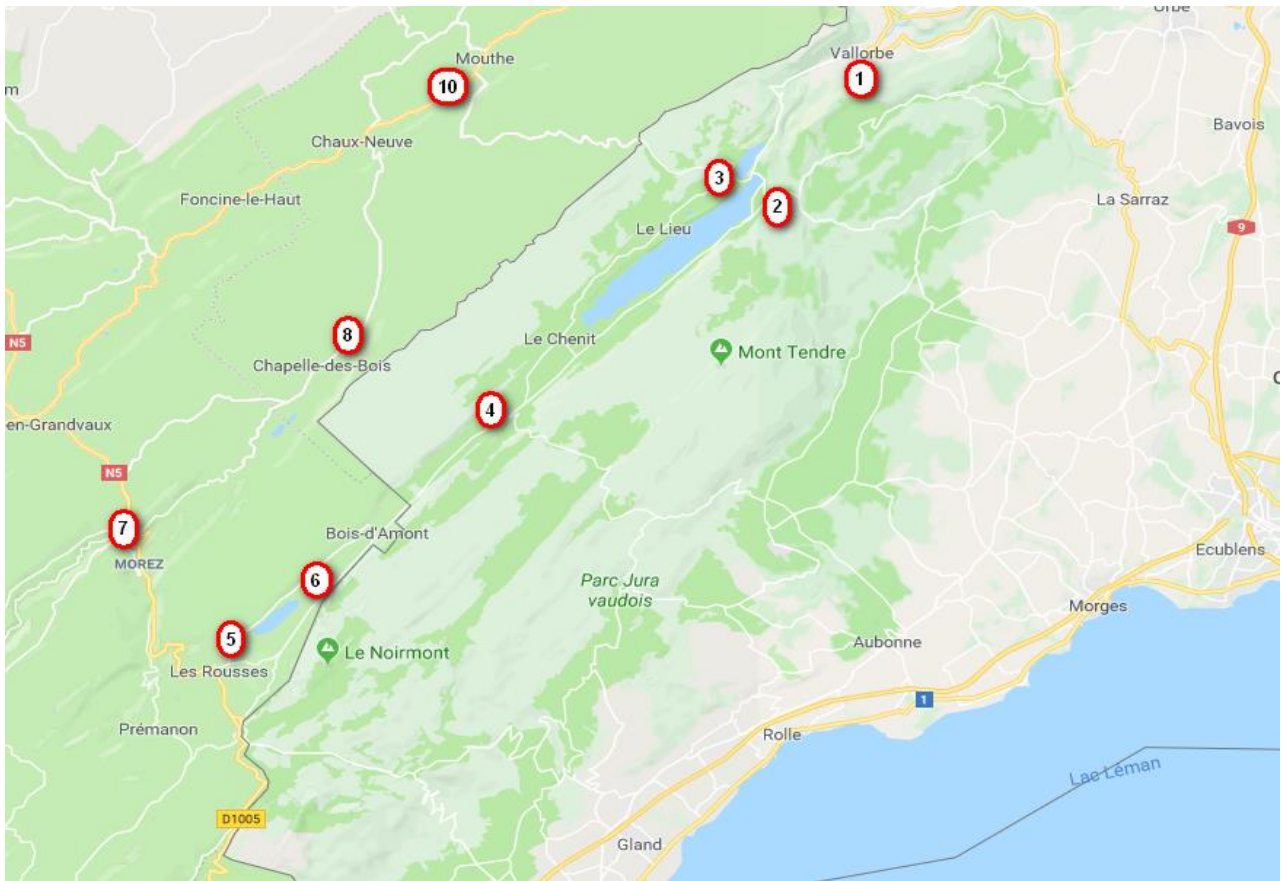 Orbe
Mouthe
Vallorbe
10
1
m
Bavois
Chaux-Neuve
3
Foncine-le-Haut
2
La Sarraz
Le Lieu
9
8
Le Chenit
N5
Mont Tendre
Chapelle-des-Bois
4
en-Grandvaux
N5
7
Bois-d'Amont
Ecublens
MOREZ
6
Parc Jura
vaudois
Morges
5
Aubonne
Le Noirmont
Les Rousses
1
Prémanon
Rolle
Lac Léman
D1005
Gland